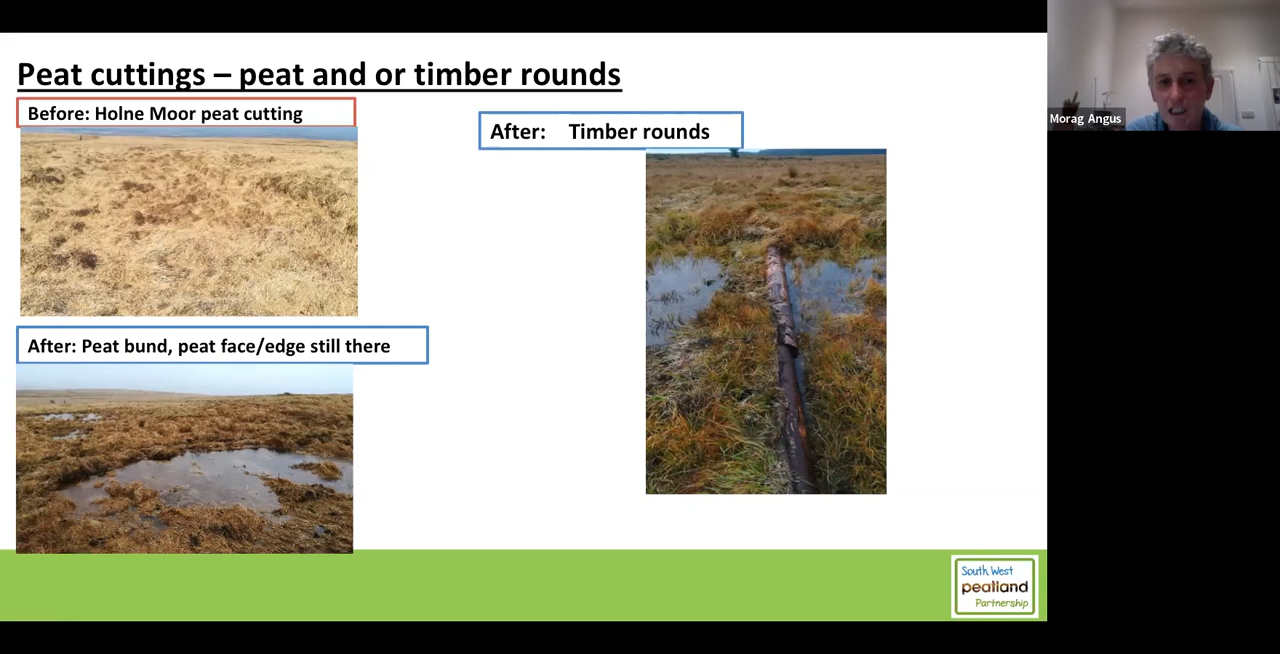 Peat cuttings – peat and or timber rounds
Before: Holne Moor peat cutting
After: Timber rounds
After: Peat bund, peat face/edge still there
Morag Angus
South West
peatland
Partnership